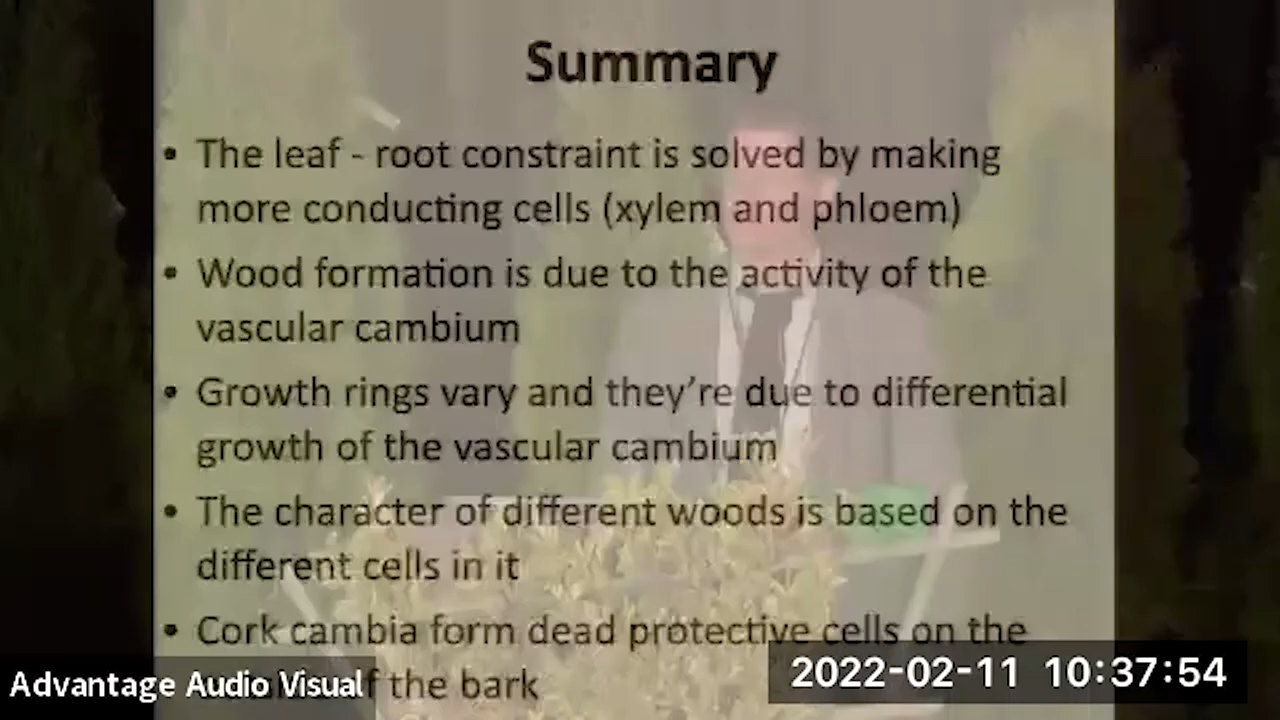 Summary
• The leaf - root constraint is solved by making
more conducting cells (xylem and phloem)
• Wood formation is due to the activity of the
vascular cambium
• Growth rings vary and they’re due to differential
growth of the vascular cambium
• The character of different woods is based on the
different cells in it
• Cork cambia form dead protective cells on the
f the bark
Advantage Audio Visual
2022-02-11 10:37:54